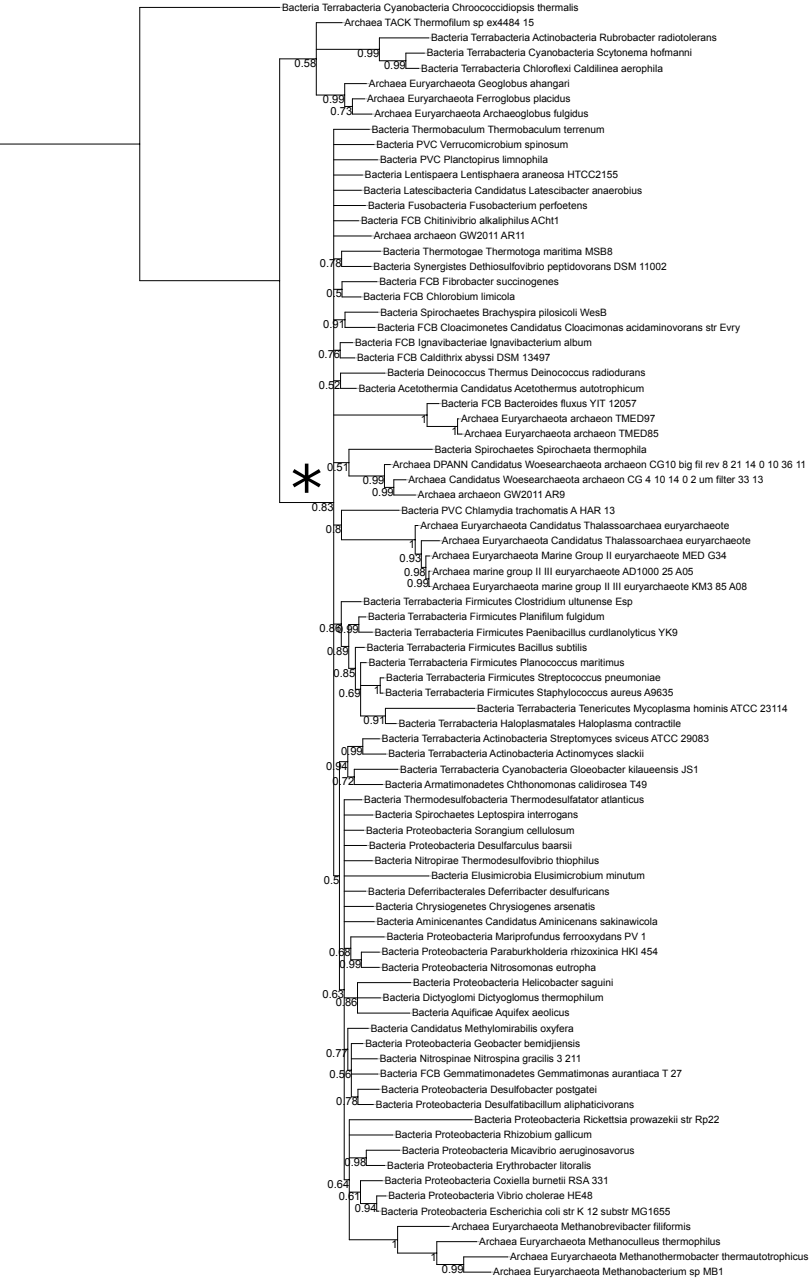 Bacteria Terrabacteria Cyanobacteria Chroococcidiopsis thermalis
Archaea TACK Thermofilum sp ex4484 15
Bacteria Terrabacteria Actinobacteria Rubrobacter radiotolerans
0.99
Bacteria Terrabacteria Cyanobacteria Scytonema hofmanni
0.58
0.99
Bacteria Terrabacteria Chloroflexi Caldilinea aerophila
Archaea Euryarchaeota Geoglobus ahangari
0.99
Archaea Euryarchaeota Ferroglobus placidus
0.73
Archaea Euryarchaeota Archaeoglobus fulgidus
Bacteria Thermobaculum Thermobaculum terrenum
Bacteria PVC Verrucomicrobium spinosum
Bacteria PVC Planctopirus limnophila
Bacteria Lentispaera Lentisphaera araneosa HTCC2155
Bacteria Latescibacteria Candidatus Latescibacter anaerobius
Bacteria Fusobacteria Fusobacterium perfoetens
Bacteria FCB Chitinivibrio alkaliphilus ACht1
Archaea archaeon GW2011 AR11
Bacteria Thermotogae Thermotoga maritima MSB8
0.78
Bacteria Synergistes Dethiosulfovibrio peptidovorans DSM 11002
Bacteria FCB Fibrobacter succinogenes
0.5
Bacteria FCB Chlorobium limicola
Bacteria Spirochaetes Brachyspira pilosicoli WesB
0.91
Bacteria FCB Cloacimonetes Candidatus Cloacimonas acidaminovorans str Evry
Bacteria FCB Ignavibacteriae Ignavibacterium album
0.76
Bacteria FCB Caldithrix abyssi DSM 13497
Bacteria Deinococcus Thermus Deinococcus radiodurans
0.52
Bacteria Acetothermia Candidatus Acetothermus autotrophicum
Bacteria FCB Bacteroides fluxus YIT 12057
1
Archaea Euryarchaeota archaeon TMED97
1
Archaea Euryarchaeota archaeon TMED85
Bacteria Spirochaetes Spirochaeta thermophila
0.51
Archaea DPANN Candidatus Woesearchaeota archaeon CG10 big fil rev 8 21 14 0 10 36 11
0.99
Archaea Candidatus Woesearchaeota archaeon CG 4 10 14 0 2 um filter 33 13
0.99
Archaea archaeon GW2011 AR9
*
0.83
Bacteria PVC Chlamydia trachomatis A HAR 13
0.8
Archaea Euryarchaeota Candidatus Thalassoarchaea euryarchaeote
1
Archaea Euryarchaeota Candidatus Thalassoarchaea euryarchaeote
0.93
Archaea Euryarchaeota Marine Group II euryarchaeote MED G34
0.98
Archaea marine group II III euryarchaeote AD1000 25 A05
0.99
Archaea Euryarchaeota marine group II III euryarchaeote KM3 85 A08
Bacteria Terrabacteria Firmicutes Clostridium ultunense Esp
Bacteria Terrabacteria Firmicutes Planifilum fulgidum
0.99
Bacteria Terrabacteria Firmicutes Paenibacillus curdlanolyticus YK9
Bacteria Terrabacteria Firmicutes Bacillus subtilis
0.89
Bacteria Terrabacteria Firmicutes Planococcus maritimus
0.85
Bacteria Terrabacteria Firmicutes Streptococcus pneumoniae
0.69
1
Bacteria Terrabacteria Firmicutes Staphylococcus aureus A9635
Bacteria Terrabacteria Tenericutes Mycoplasma hominis ATCC 23114
0.91
Bacteria Terrabacteria Haloplasmatales Haloplasma contractile
Bacteria Terrabacteria Actinobacteria Streptomyces sviceus ATCC 29083
0.99
Bacteria Terrabacteria Actinobacteria Actinomyces slackii
0.94
Bacteria Terrabacteria Cyanobacteria Gloeobacter kilaueensis JS1
0.72
Bacteria Armatimonadetes Chthonomonas calidirosea T49
Bacteria Thermodesulfobacteria Thermodesulfatator atlanticus
Bacteria Spirochaetes Leptospira interrogans
Bacteria Proteobacteria Sorangium cellulosum
Bacteria Proteobacteria Desulfarculus baarsii
Bacteria Nitropirae Thermodesulfovibrio thiophilus
0.5
Bacteria Elusimicrobia Elusimicrobium minutum
Bacteria Deferribacterales Deferribacter desulfuricans
Bacteria Chrysiogenetes Chrysiogenes arsenatis
Bacteria Aminicenantes Candidatus Aminicenans sakinawicola
Bacteria Proteobacteria Mariprofundus ferrooxydans PV 1
0.68
Bacteria Proteobacteria Paraburkholderia rhizoxinica HKI 454
0.99
Bacteria Proteobacteria Nitrosomonas eutropha
Bacteria Proteobacteria Helicobacter saguini
0.63
0.86
Bacteria Dictyoglomi Dictyoglomus thermophilum
Bacteria Aquificae Aquifex aeolicus
Bacteria Candidatus Methylomirabilis oxyfera
Bacteria Proteobacteria Geobacter bemidjiensis
0.77
Bacteria Nitrospinae Nitrospina gracilis 3 211
0.56
Bacteria FCB Gemmatimonadetes Gemmatimonas aurantiaca T 27
Bacteria Proteobacteria Desulfobacter postgatei
0.78
Bacteria Proteobacteria Desulfatibacillum aliphaticivorans
Bacteria Proteobacteria Rickettsia prowazekii str Rp22
Bacteria Proteobacteria Rhizobium gallicum
Bacteria Proteobacteria Micavibrio aeruginosavorus
0.98
Bacteria Proteobacteria Erythrobacter litoralis
0.64
Bacteria Proteobacteria Coxiella burnetii RSA 331
0.61
Bacteria Proteobacteria Vibrio cholerae HE48
0.94
Bacteria Proteobacteria Escherichia coli str K 12 substr MG1655
Archaea Euryarchaeota Methanobrevibacter filiformis
1
Archaea Euryarchaeota Methanoculleus thermophilus
1
Archaea Euryarchaeota Methanothermobacter thermautotrophicus
0.99
Archaea Euryarchaeota Methanobacterium sp MB1